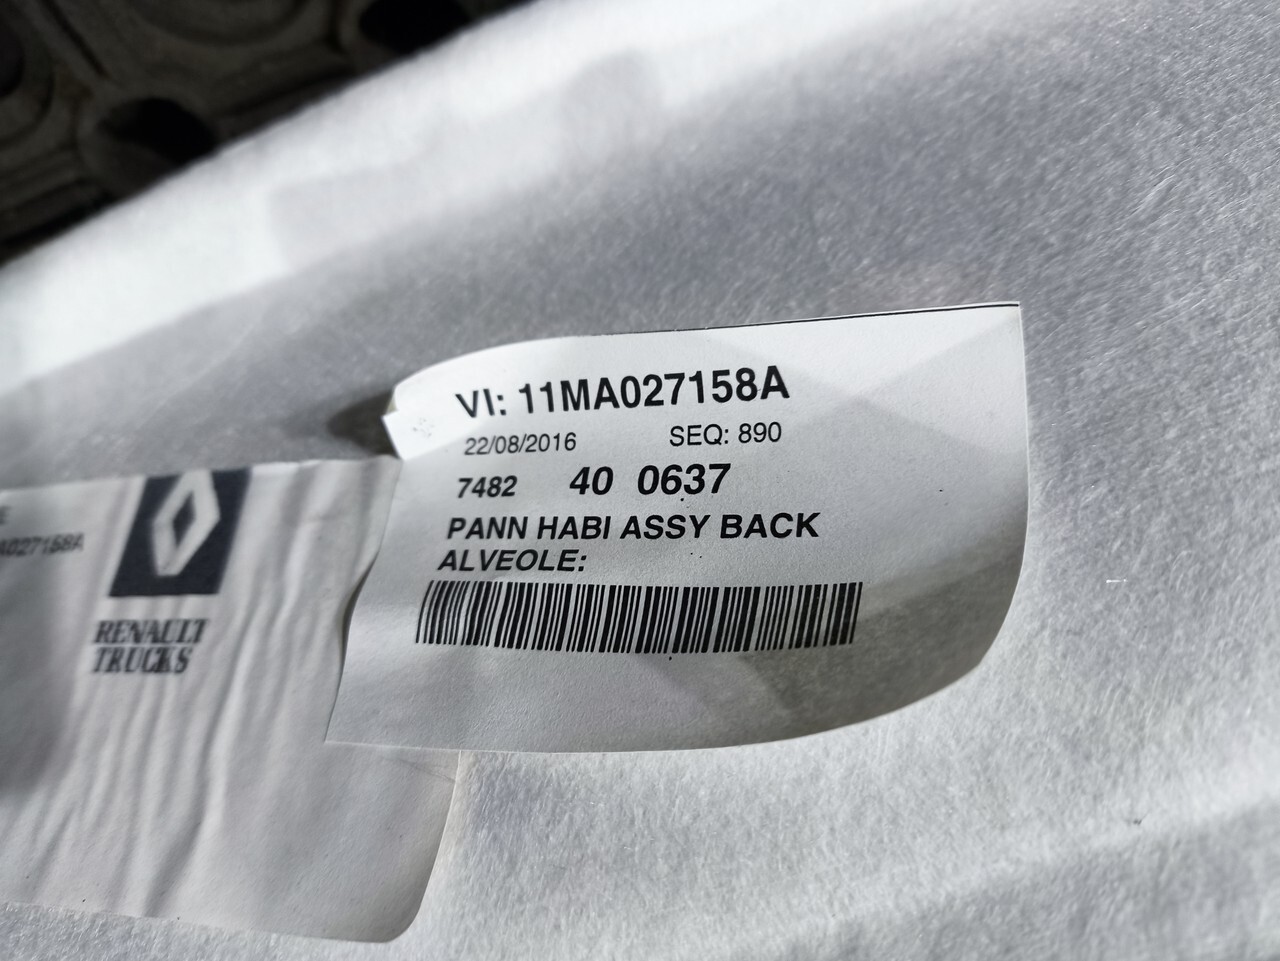 VI: 11MA027158A
22/08/2016 SEQ: 890
7482 40 0637
PANN HABI ASSY BACK
ALVEOLE:
E
A027158A
RENAULT
TRUCKS